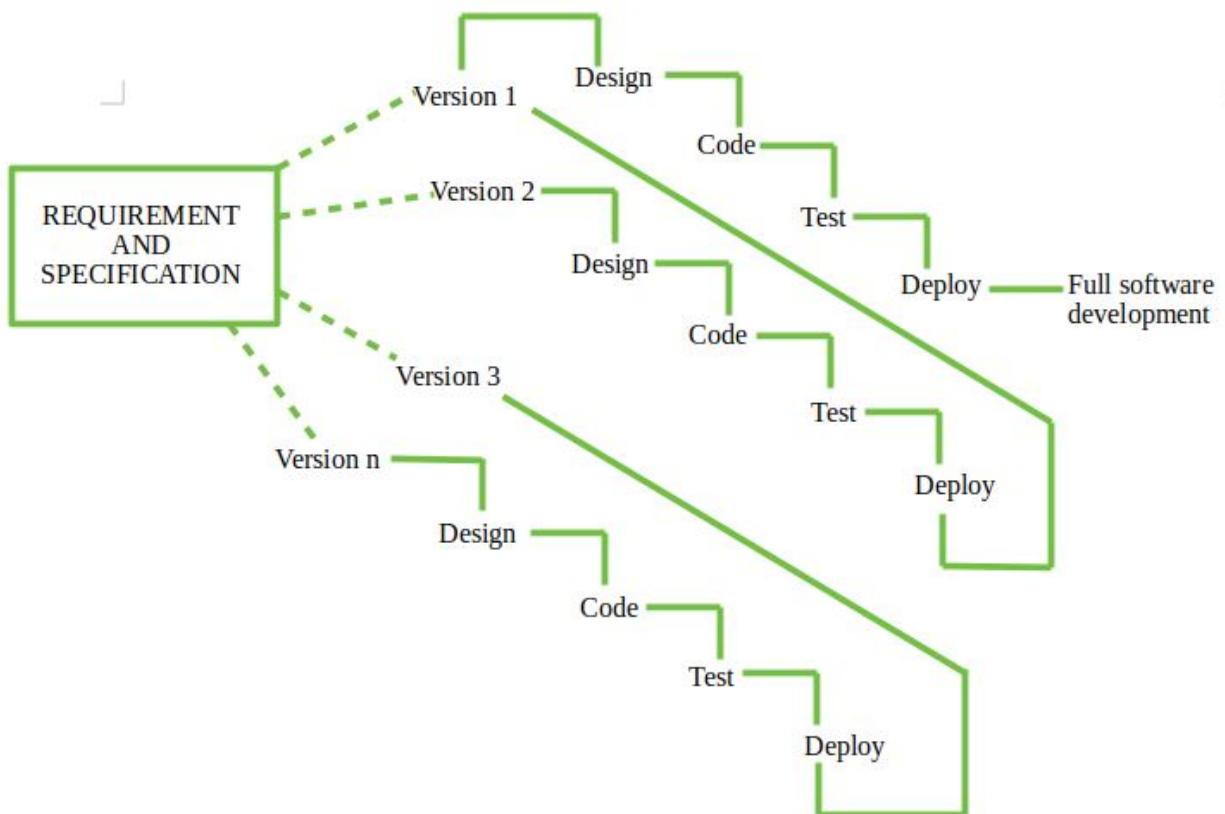 REQUIREMENT
AND
SPECIFICATION
Version 1
Design
Code
Test
Deploy
Full software
development
Version 2
Design
Code
Test
Deploy
Version 3
Version n
Design
Code
Test
Deploy